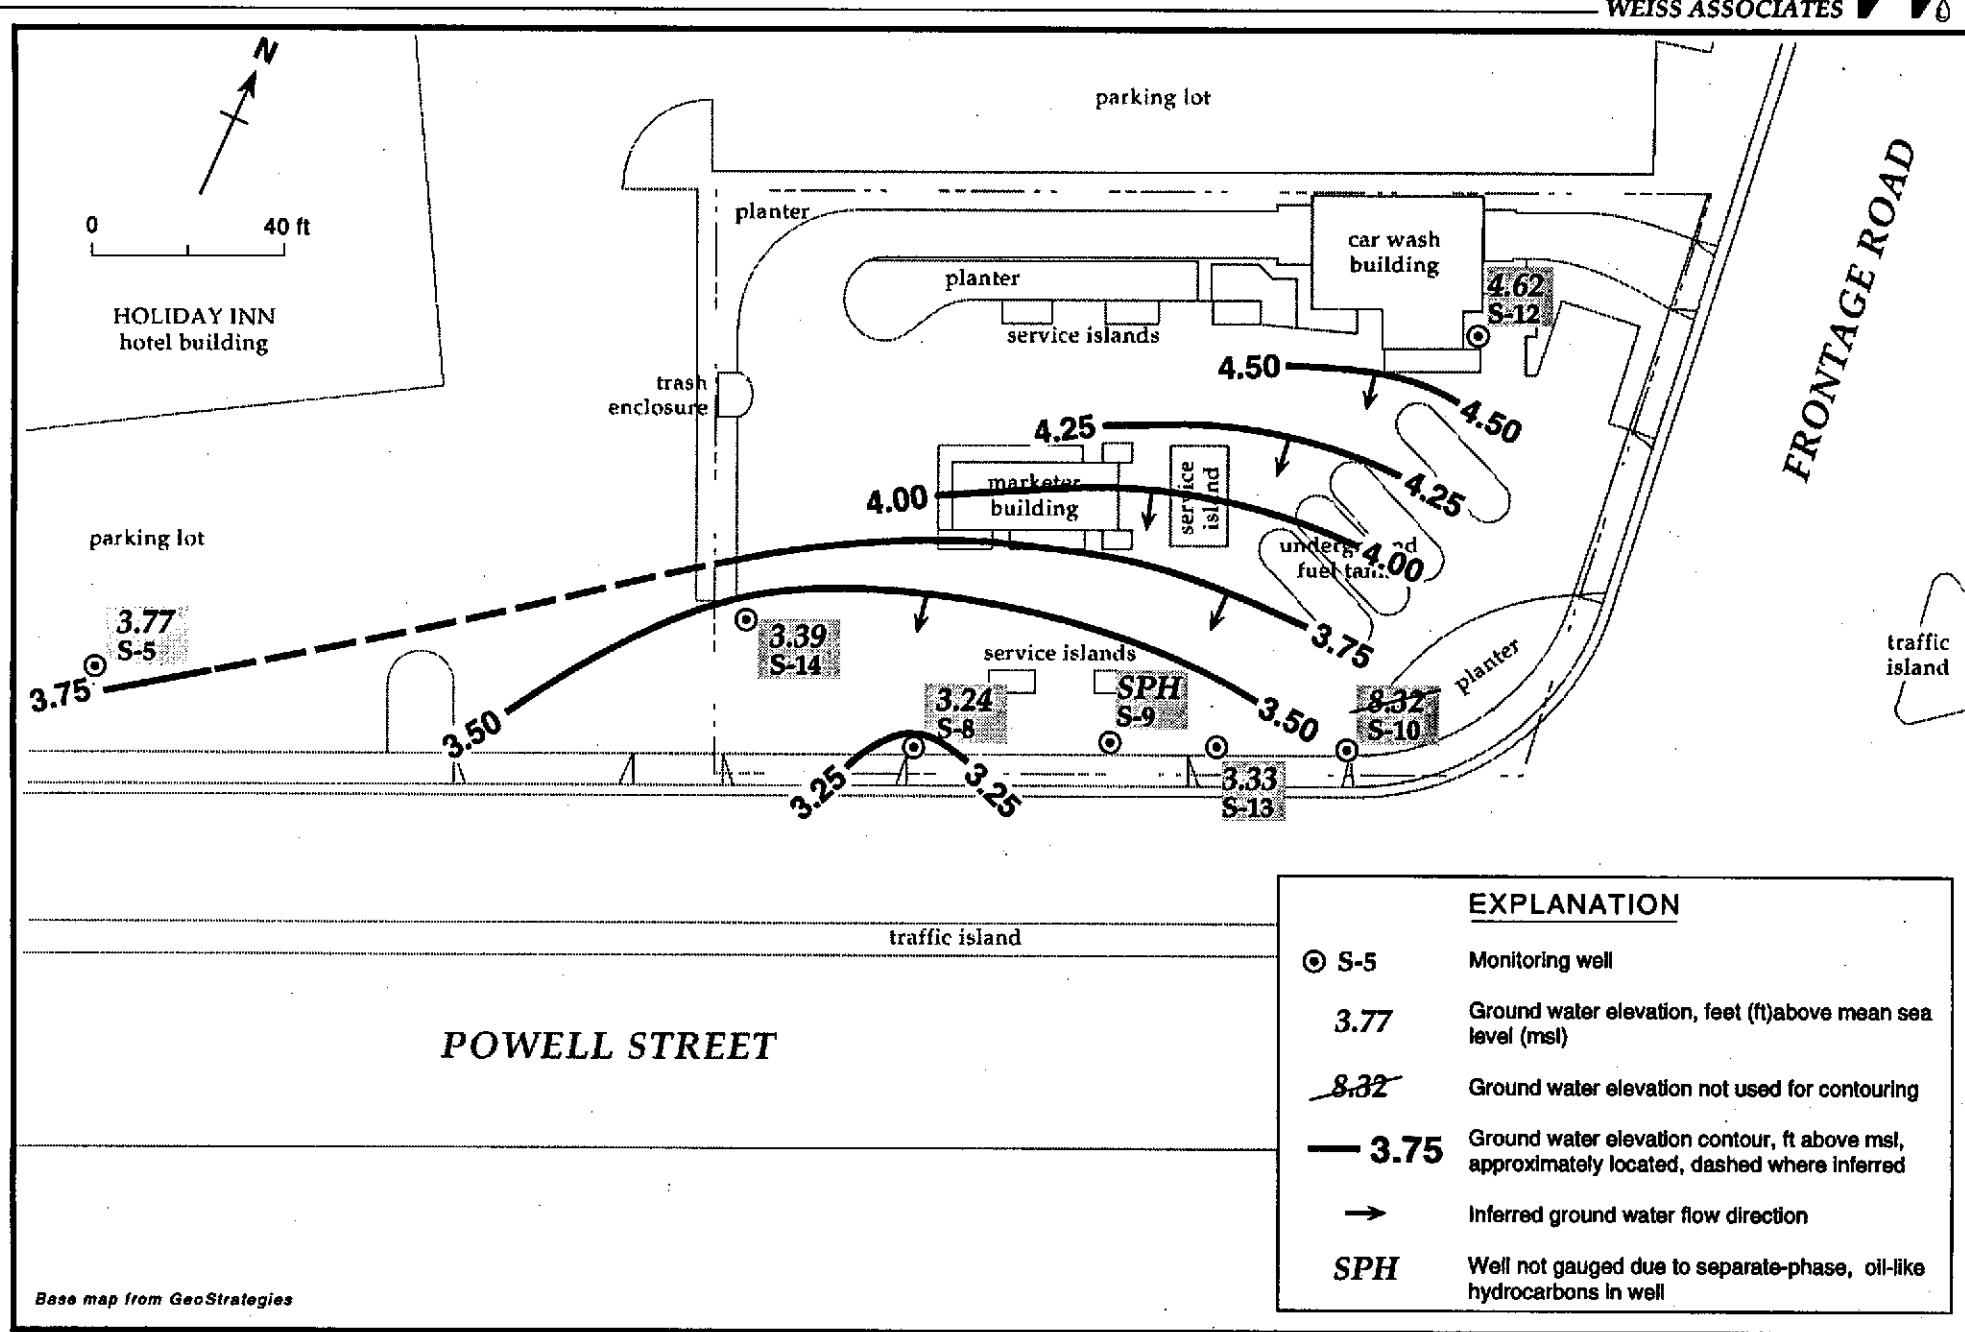 WEISS ASSOCIATES
N
0 40 ft
HOLIDAY INN
hotel building
parking lot
planter
car wash
building
planter
4.62
S-12
service islands
FRONTAGE ROAD
trash
enclosure
4.50
4.50
4.25
4.25
marketer
building
service
island
4.00
4.00
underground
fuel tanks
parking lot
3.77
S-5
3.75
3.75
3.39
S-14
service islands
planter
traffic
island
3.50
3.50
3.24
S-8
SPH
S-9
8.32
S-10
3.25
3.25
3.33
S-13
traffic island
POWELL STREET
EXPLANATION
S-5 Monitoring well
3.77 Ground water elevation, feet (ft)above mean sea
level (msl)
8.32 Ground water elevation not used for contouring
3.75 Ground water elevation contour, ft above msl,
approximately located, dashed where inferred
Inferred ground water flow direction
SPH Well not gauged due to separate-phase, oil-like
hydrocarbons in well
Base map from GeoStrategies